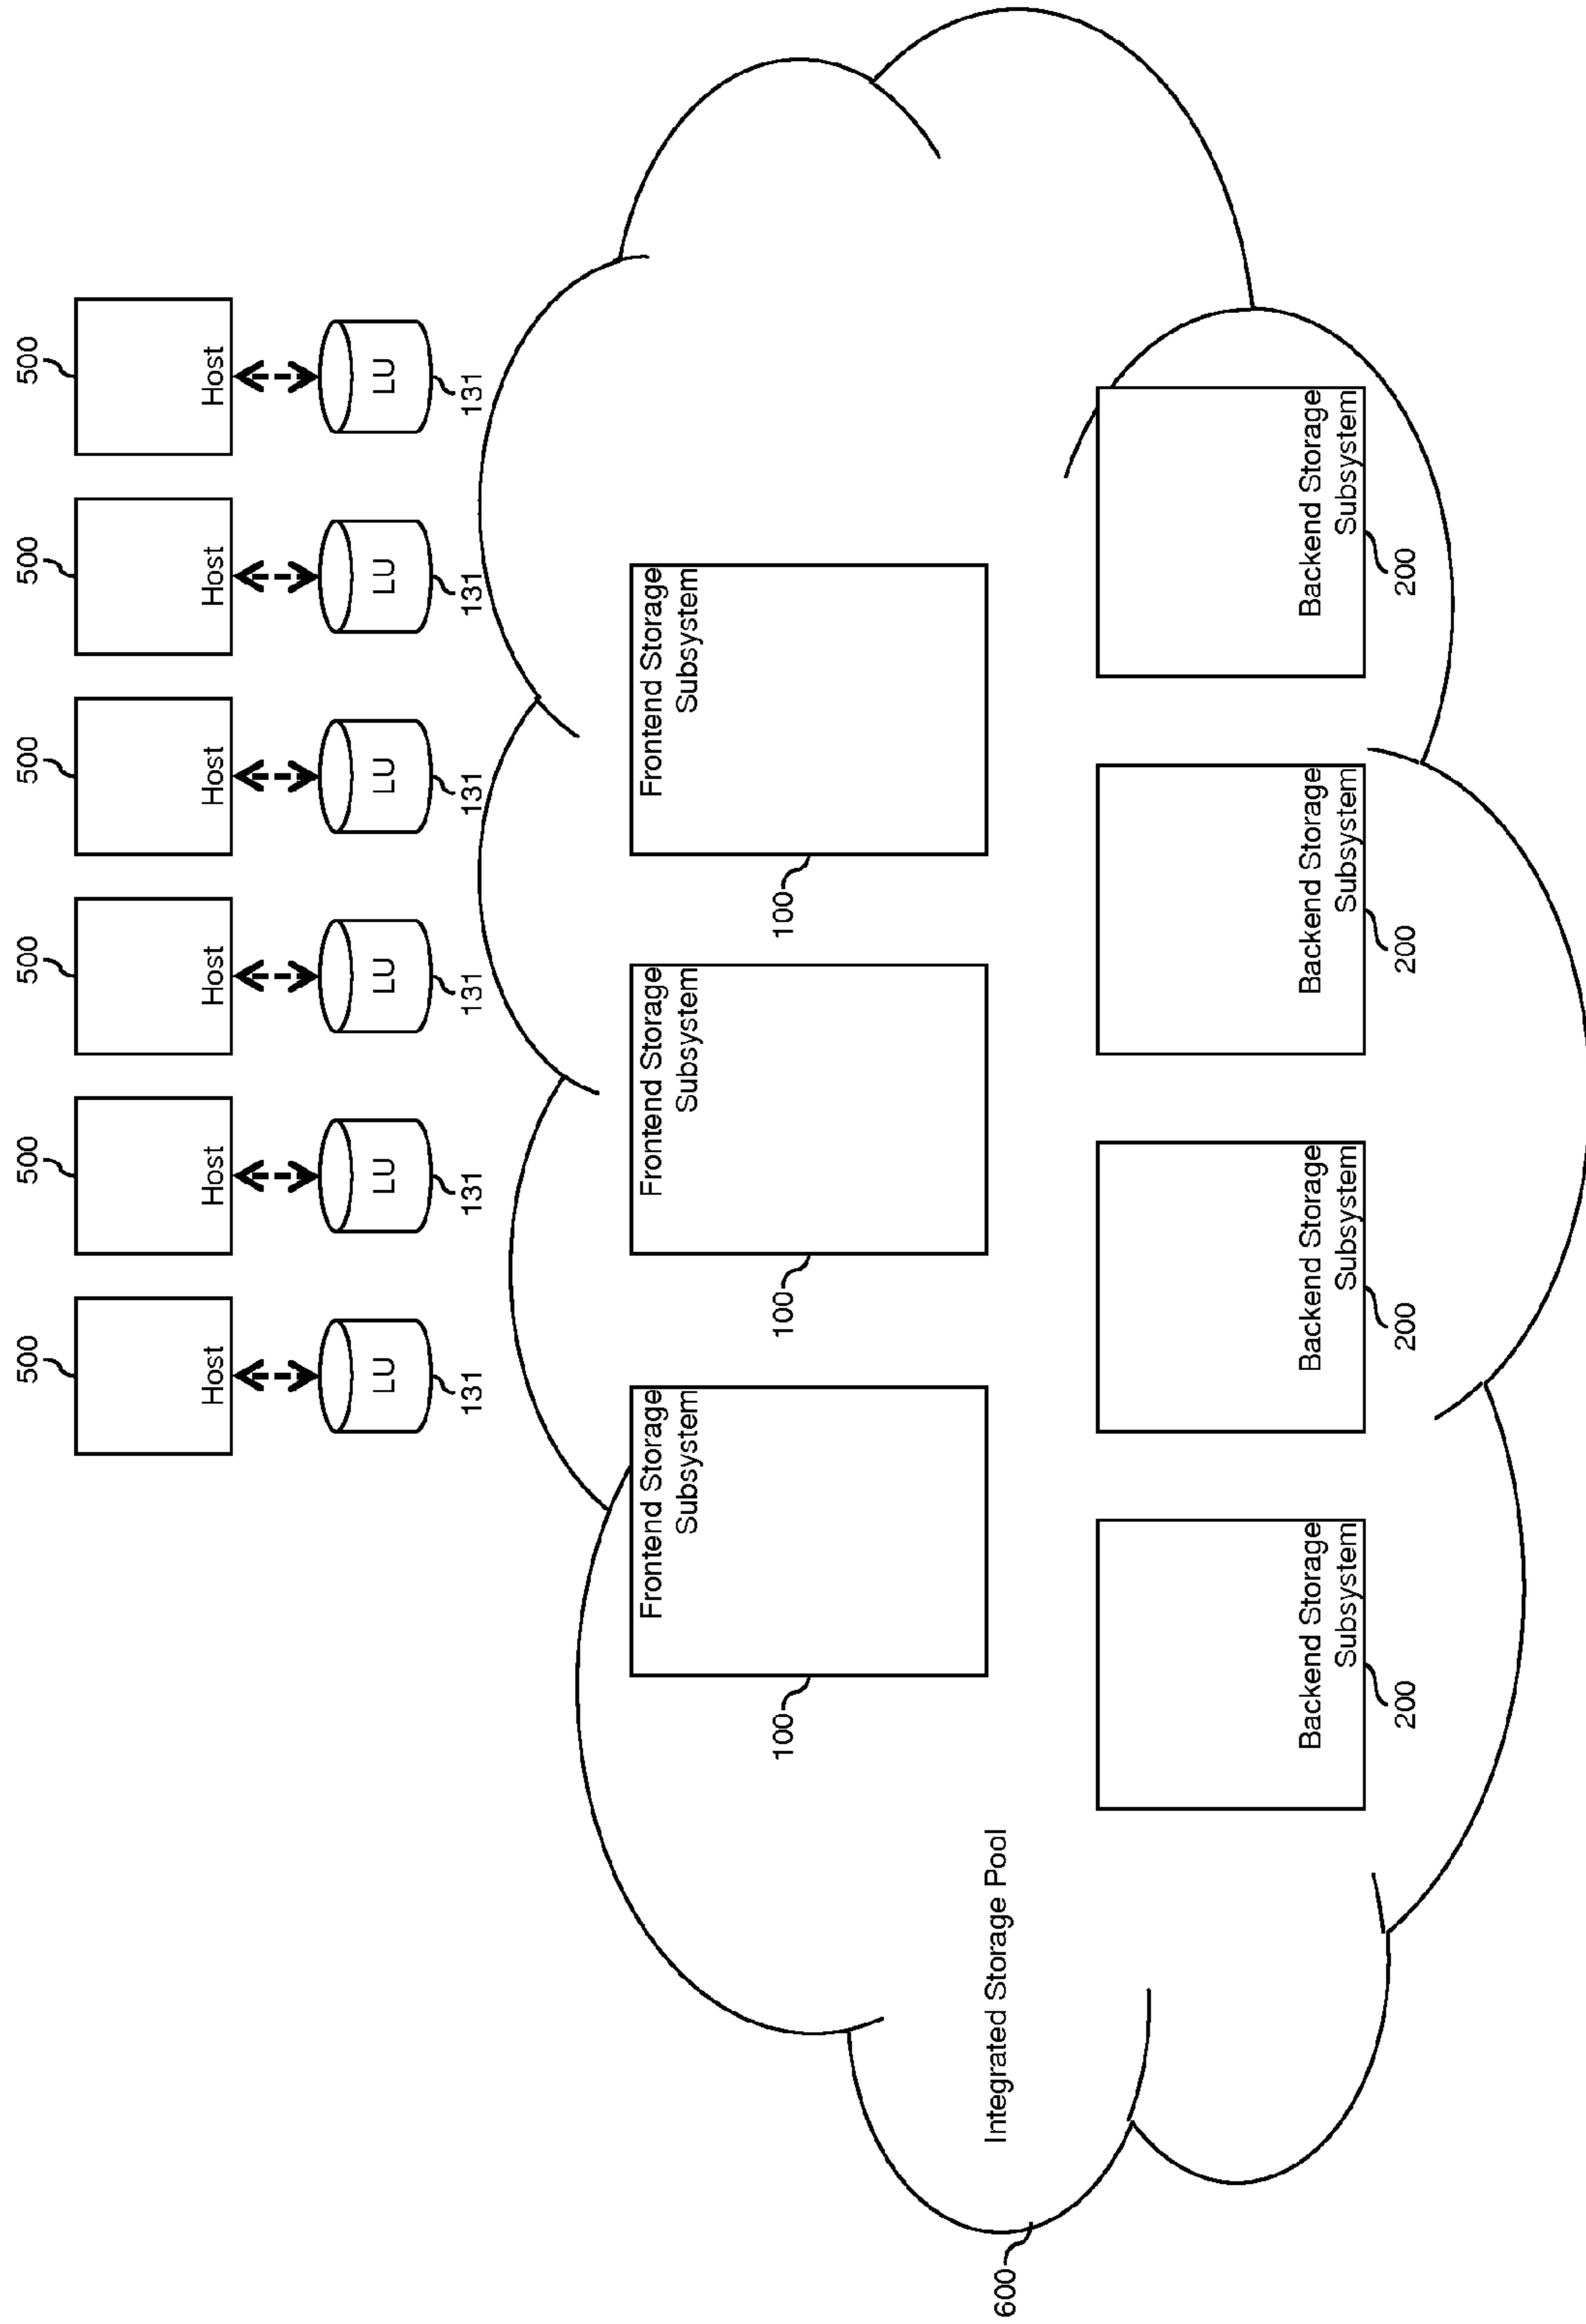 500
500
500
500
500
500
Host
Host
Host
Host
Host
Host
LU
LU
LU
LU
LU
LU
131
131
131
131
131
131
Frontend Storage
Subsystem
Frontend Storage
Subsystem
Frontend Storage
Subsystem
100
100
100
Integrated Storage Pool
600
Backend Storage
Subsystem
Backend Storage
Subsystem
Backend Storage
Subsystem
Backend Storage
Subsystem
200
200
200
200